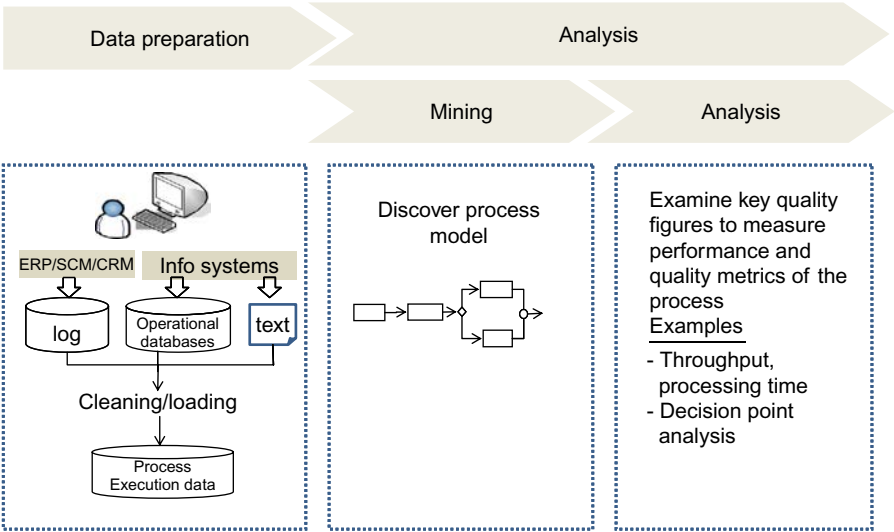 Data preparation
Analysis
Mining
Analysis
ERP/SCM/CRM
Info systems
log
Operational
databases
text
Cleaning/loading
Process
Execution data
Discover process
model
Examine key quality
figures to measure
performance and
quality metrics of the
process
Examples
- Throughput,
processing time
- Decision point
analysis